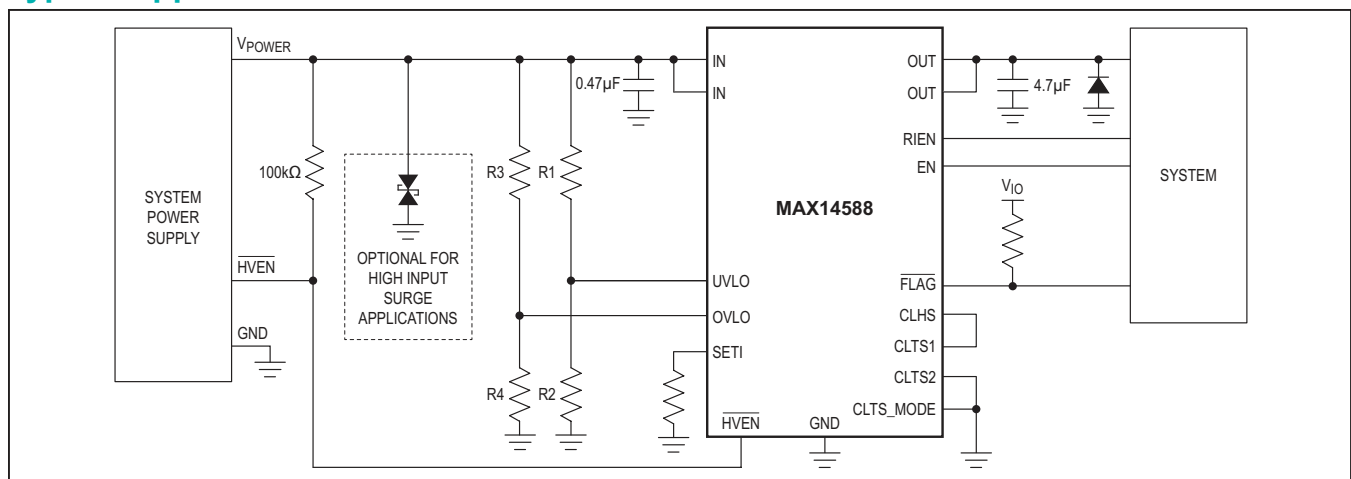 VPOWER
SYSTEM
POWER
SUPPLY
HVEN
GND
100kΩ
OPTIONAL FOR
HIGH INPUT
SURGE
APPLICATIONS
R3
R1
R4
R2
0.47µF
IN
IN
UVLO
OVLO
SETI
HVEN
GND
MAX14588
OUT
OUT
RIEN
EN
FLAG
CLHS
CLTS1
CLTS2
CLTS_MODE
4.7µF
VIO
SYSTEM